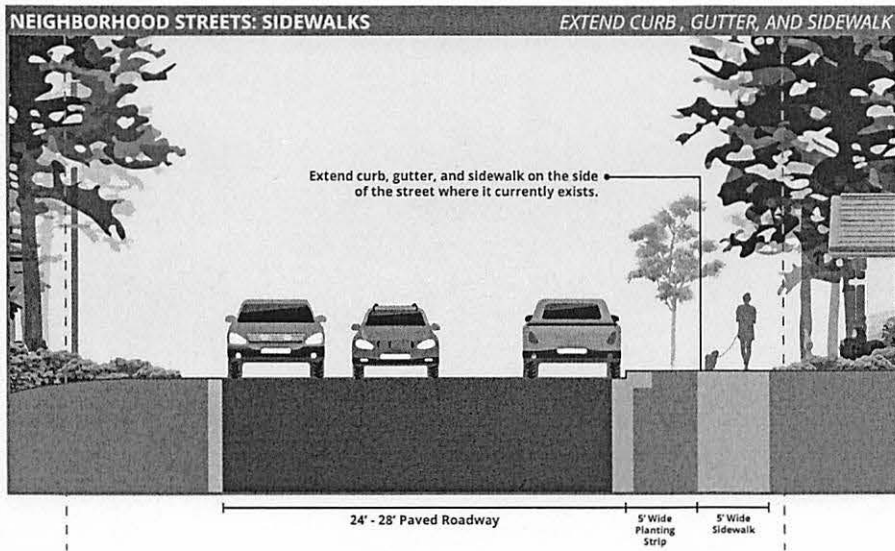 NEIGHBORHOOD STREETS: SIDEWALKS
EXTEND CURB , GUTTER, AND SIDEWALK
Extend curb, gutter, and sidewalk on the side
of the street where it currently exists.
24' - 28' Paved Roadway
5' Wide
Planting
Strip
5' Wide
Sidewalk